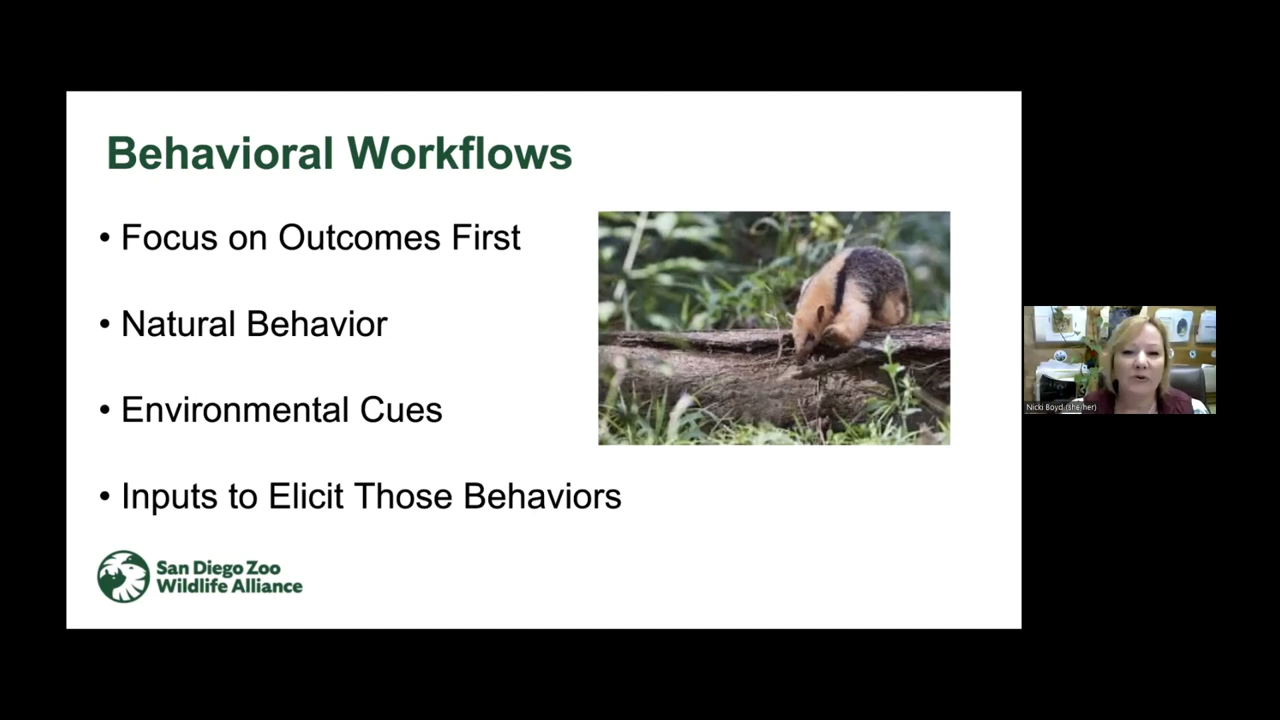 Behavioral Workflows
• Focus on Outcomes First
• Natural Behavior
• Environmental Cues
• Inputs to Elicit Those Behaviors
San Diego Zoo
Wildlife Alliance
Nicki Boyd (she/her)